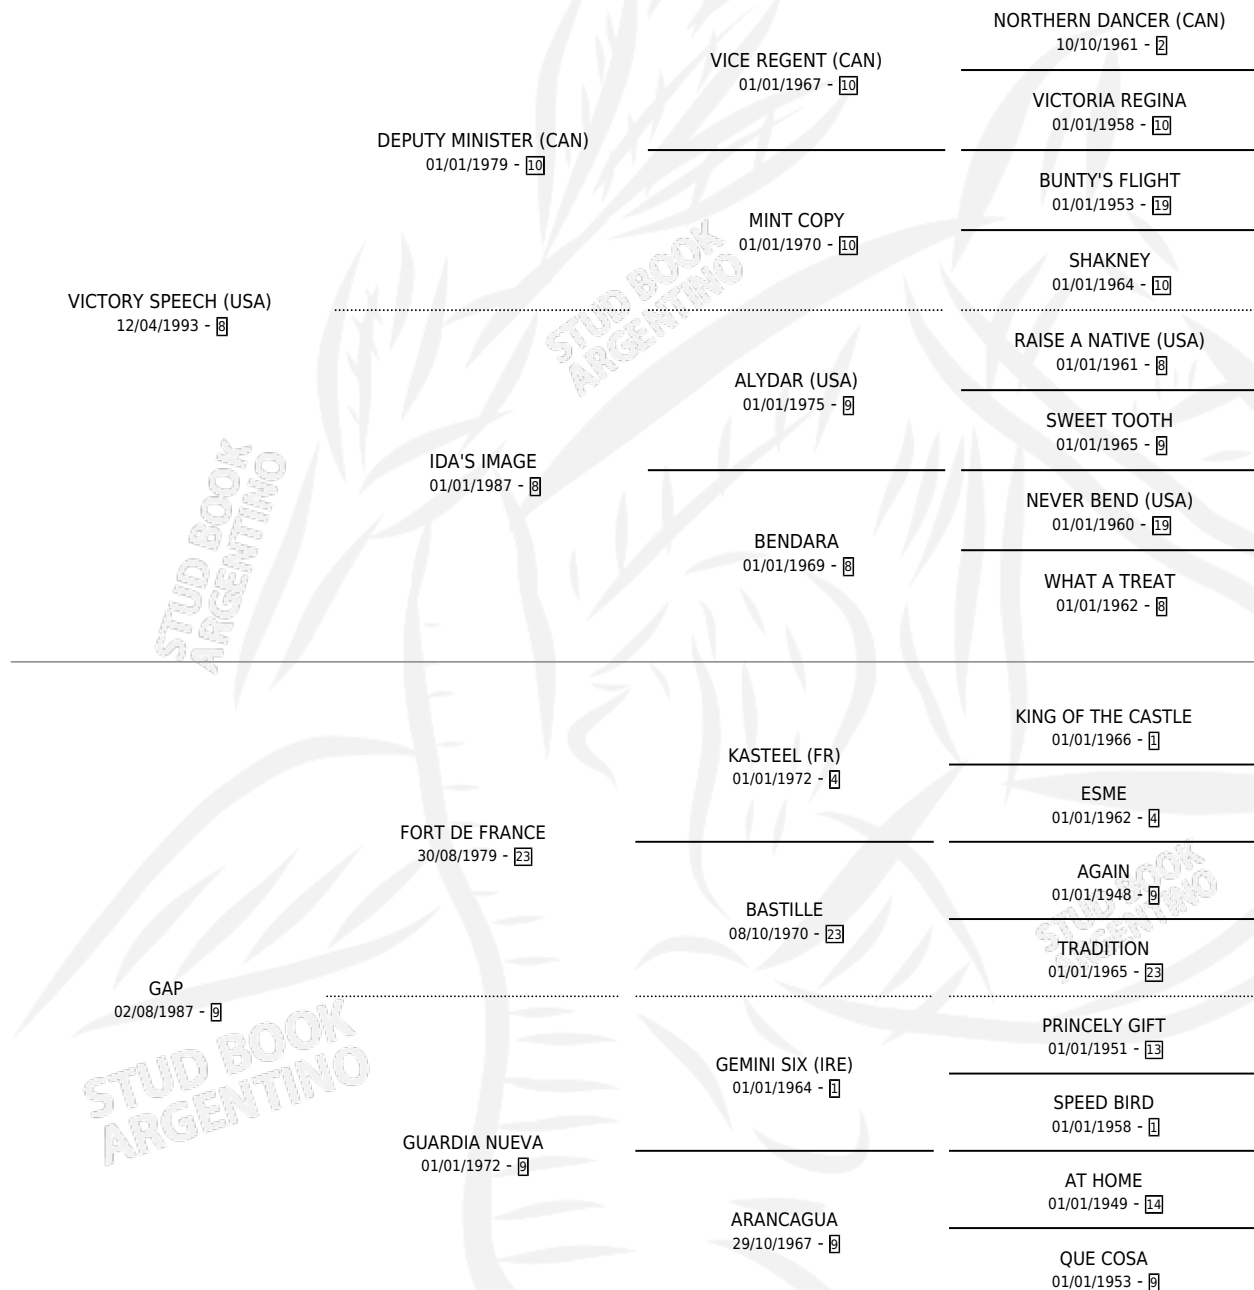 NORTHERN DANCER (CAN)
10/10/1961 - 2
VICE REGENT (CAN)
01/01/1967 - 10
VICTORIA REGINA
01/01/1958 - 10
DEPUTY MINISTER (CAN)
01/01/1979 - 10
BUNTY'S FLIGHT
01/01/1953 - 19
MINT COPY
01/01/1970 - 10
SHAKNEY
01/01/1964 - 10
VICTORY SPEECH (USA)
12/04/1993 - 8
STUD BOOK
ARGENTINO
RAISE A NATIVE (USA)
01/01/1961 - 8
ALYDAR (USA)
01/01/1975 - 9
SWEET TOOTH
01/01/1965 - 9
IDA'S IMAGE
01/01/1987 - 8
NEVER BEND (USA)
01/01/1960 - 19
BENDARA
01/01/1969 - 8
WHAT A TREAT
01/01/1962 - 8
STUD BOOK
ARGENTINO
KING OF THE CASTLE
01/01/1966 - 1
KASTEEL (FR)
01/01/1972 - 4
ESME
01/01/1962 - 4
FORT DE FRANCE
30/08/1979 - 23
AGAIN
01/01/1948 - 9
BASTILLE
08/10/1970 - 23
TRADITION
01/01/1965 - 23
STUD BOOK
ARGENTINO
GAP
02/08/1987 - 9
PRINCELY GIFT
01/01/1951 - 13
GEMINI SIX (IRE)
01/01/1964 - 1
SPEED BIRD
01/01/1958 - 1
STUD BOOK
ARGENTINO
GUARDIA NUEVA
01/01/1972 - 9
AT HOME
01/01/1949 - 14
ARANCAGUA
29/10/1967 - 9
QUE COSA
01/01/1953 - 9